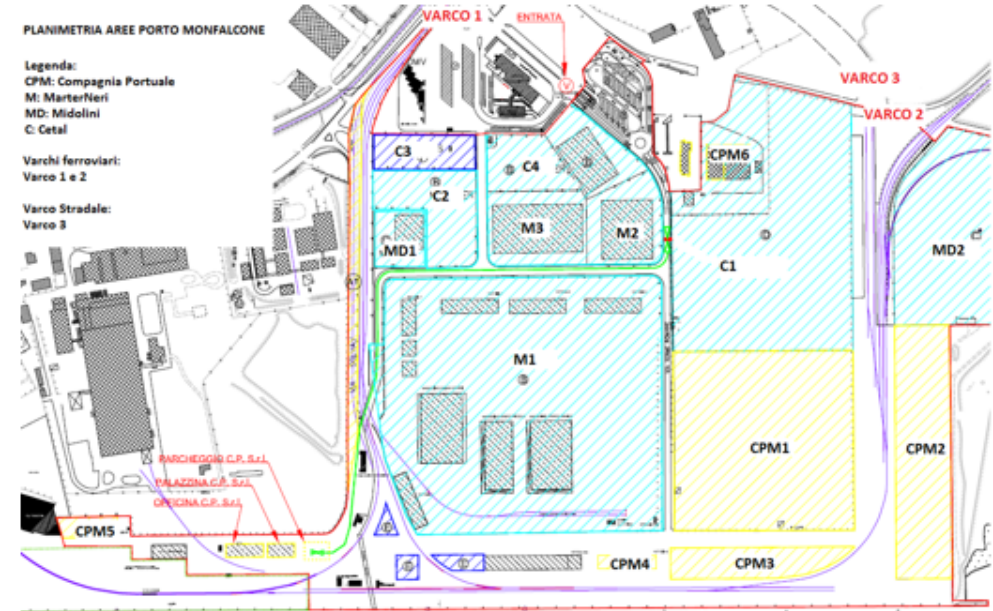 PLANIMETRIA AREE PORTO MONFALCONE
Legenda:
CPM: Compagnia Portuale
M: MarterNeri
MD: Midolini
C: Cetal
Varchi ferroviari:
Varco 1 e 2
Varco Stradale:
Varco 3
VARCO 1
ENTRATA
VARCO 3
VARCO 2
C3
C4
CPM6
C2
M3
M2
MD1
C1
MD2
M1
CPM1
CPM2
PARCHEGGIO C.P. S.r.l.
PALAZZINA C.P. S.r.l.
OFFICINA C.P. S.r.l.
CPM5
CPM4
CPM3